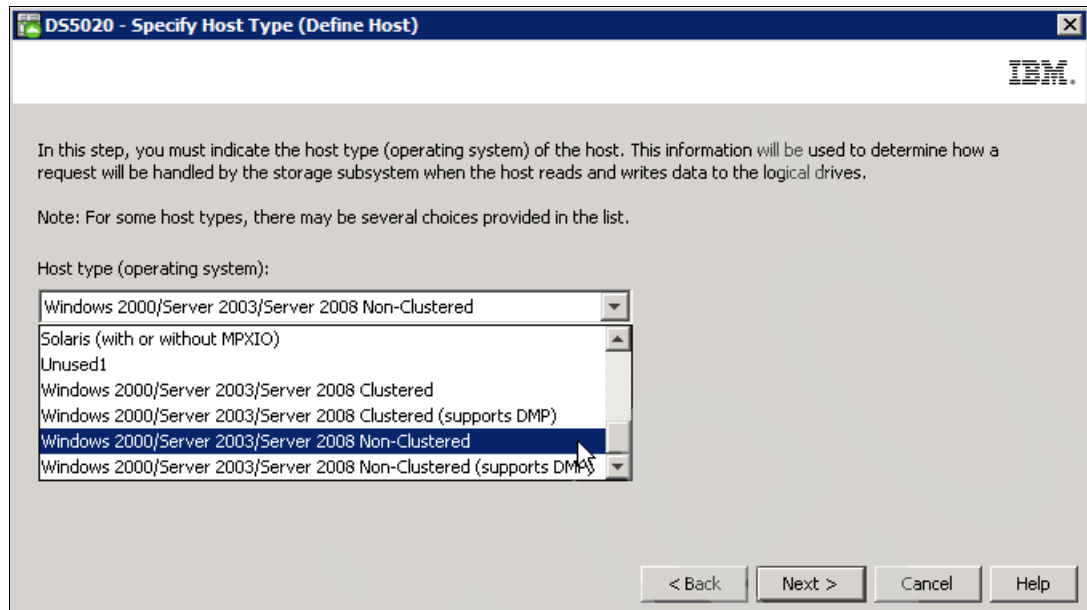 DS5020 - Specify Host Type (Define Host)
IBM.
In this step, you must indicate the host type (operating system) of the host. This information will be used to determine how a
request will be handled by the storage subsystem when the host reads and writes data to the logical drives.
Note: For some host types, there may be several choices provided in the list.
Host type (operating system):
Windows 2000/Server 2003/Server 2008 Non-Clustered
Solaris (with or without MPXIO)
Unused1
Windows 2000/Server 2003/Server 2008 Clustered
Windows 2000/Server 2003/Server 2008 Clustered (supports DMP)
Windows 2000/Server 2003/Server 2008 Non-Clustered
Windows 2000/Server 2003/Server 2008 Non-Clustered (supports DMP)
< Back Next > Cancel Help